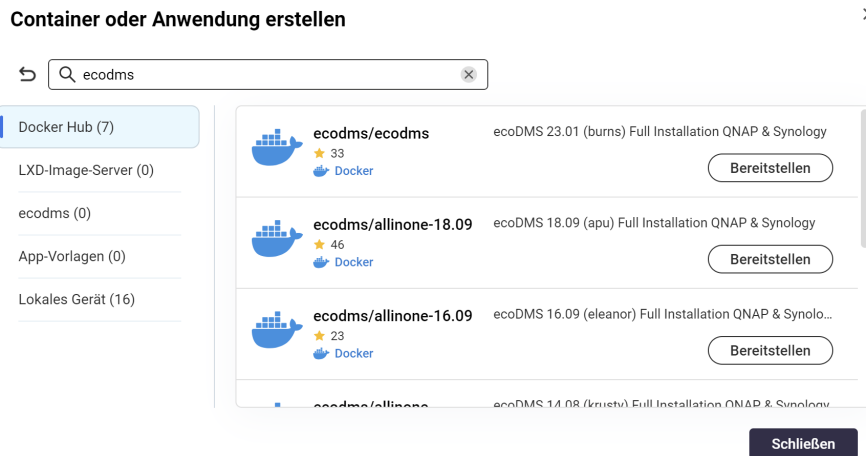 Container oder Anwendung erstellen
ecodms
Docker Hub (7)
LXD-Image-Server (0)
ecodms (0)
App-Vorlagen (0)
Lokales Gerät (16)
ecodms/ecodms
33
Docker
ecoDMS 23.01 (burns) Full Installation QNAP & Synology
Bereitstellen
ecodms/allinone-18.09
46
Docker
ecoDMS 18.09 (apu) Full Installation QNAP & Synology
Bereitstellen
ecodms/allinone-16.09
23
Docker
ecoDMS 16.09 (eleanor) Full Installation QNAP & Synolo...
Bereitstellen
ecodms/allinone
ecoDMS 14.08 (krusty) Full Installation QNAP & Synology
Schließen